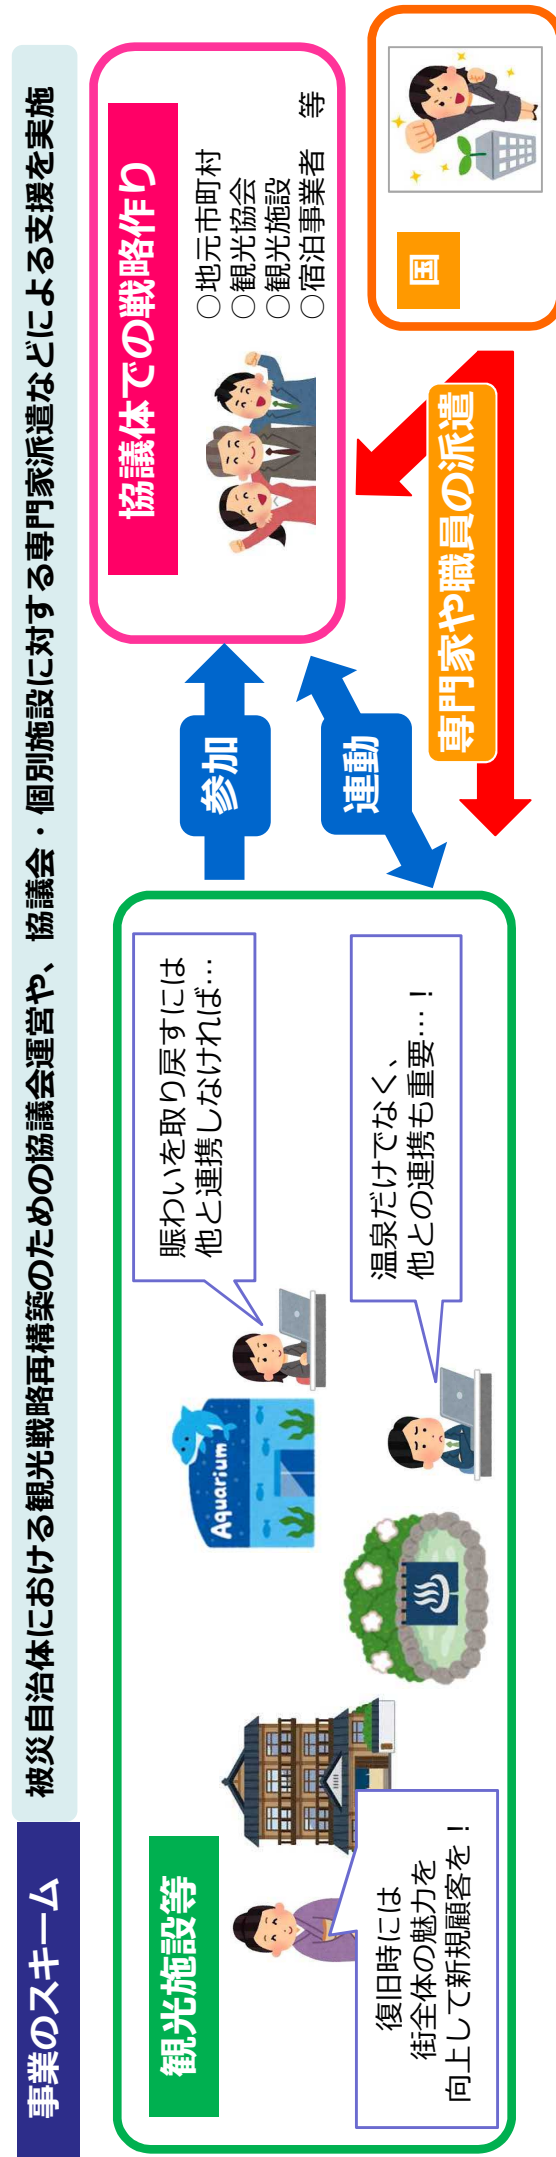 事業のスキーム
被災自治体における観光戦略再構築のための協議会運営や、協議会・個別施設に対する専門家派遣などによる支援を実施
観光施設等
復旧時には
街全体の魅力を
向上して新規顧客を！
Aquarium
賑わいを取り戻すには
他と連携しなければ…
温泉だけでなく、
他との連携も重要…！
参加
連動
協議体での戦略作り
○地元市町村
○観光協会
○観光施設
○宿泊事業者　等
専門家や職員の派遣
国